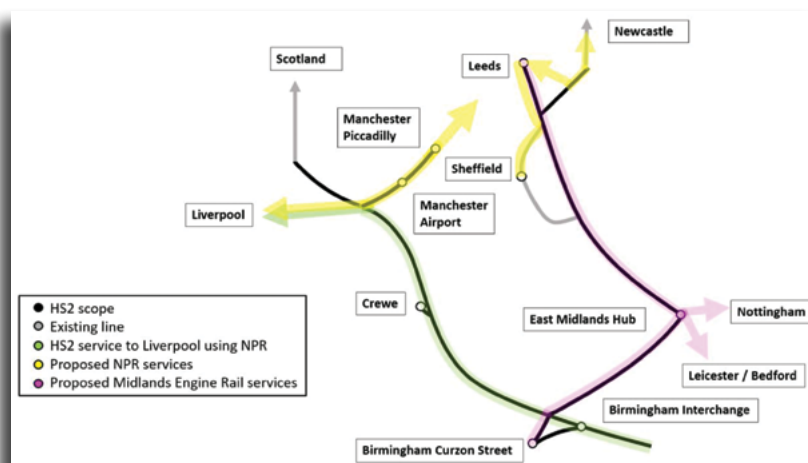 Newcastle
Scotland
Leeds
Manchester
Piccadilly
Sheffield
Liverpool
Manchester
Airport
Crewe
East Midlands Hub
Nottingham
Leicester / Bedford
Birmingham Interchange
Birmingham Curzon Street
HS2 scope
Existing line
HS2 service to Liverpool using NPR
Proposed NPR services
Proposed Midlands Engine Rail services